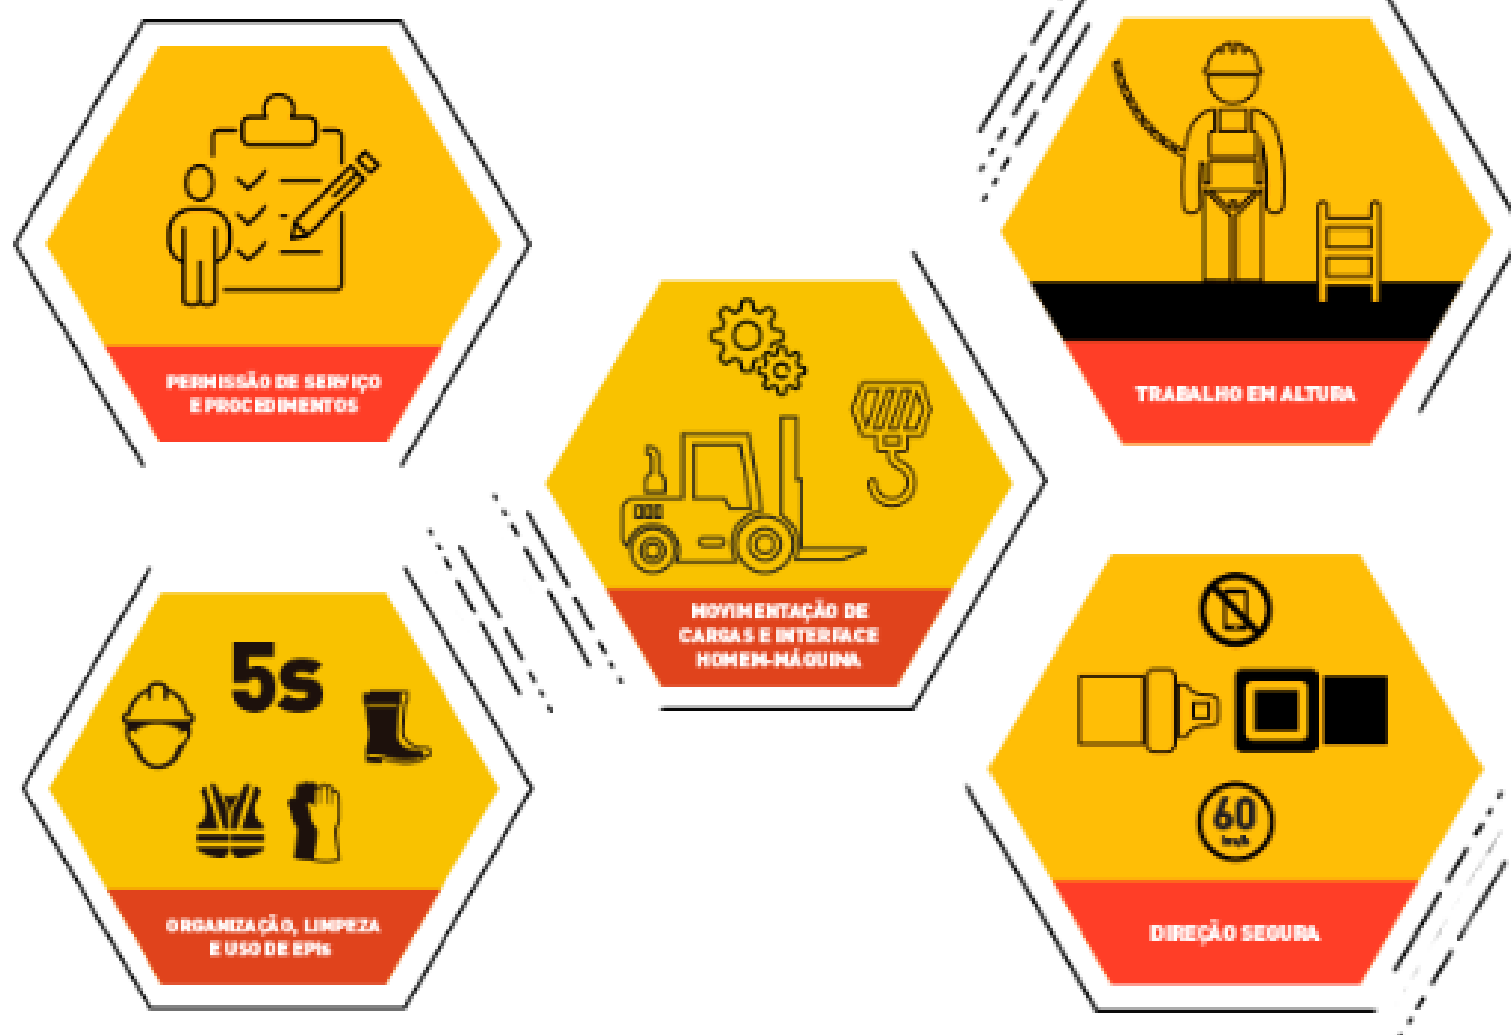 PERMISSÃO DE SERVIÇO
E PROCEDIMENTOS
TRABALHO EM ALTURA
MOVIMENTAÇÃO DE
CARGAS E INTERFACE
HOMEM-MÁQUINA
5s
ORGANIZAÇÃO, LIMPEZA
E USO DE EPIs
60
km/h
DIREÇÃO SEGURA